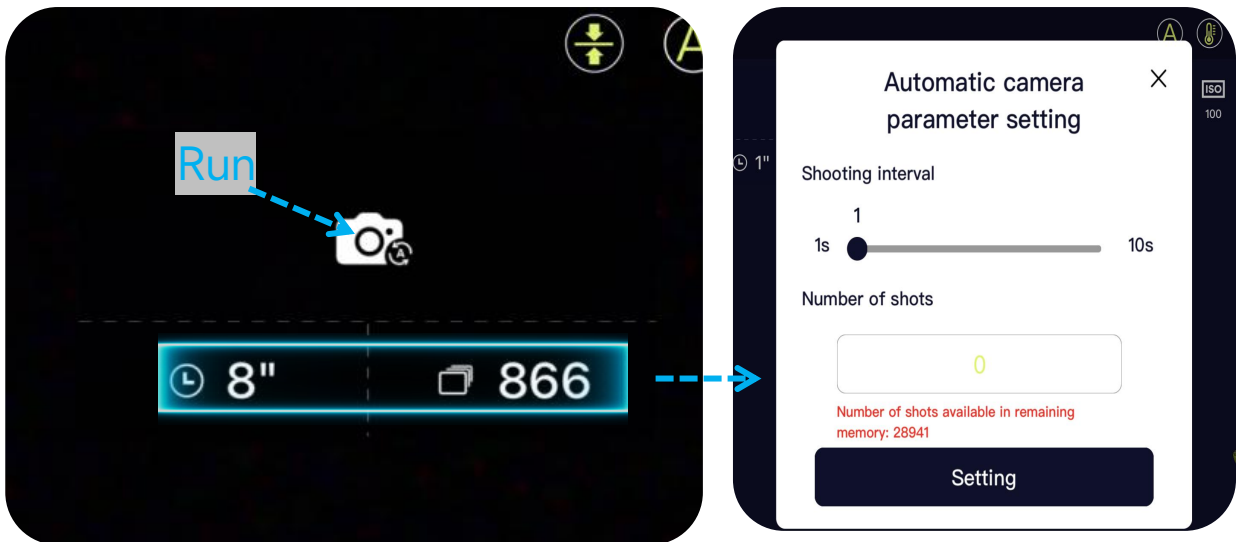 A
Run
A
8"
866
A
Automatic camera
parameter setting
ISO
100
1"
Shooting interval
1
1s
10s
Number of shots
0
Number of shots available in remaining
memory: 28941
Setting